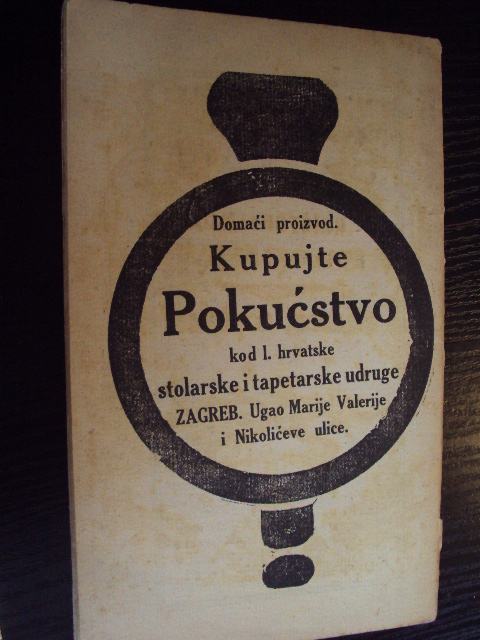 Domaći proizvod.
Kupujte
Pokućstvo
kod I. hrvatske
stolarske i tapetarske udruge
ZAGREB. Ugao Marije Valerije
i Nikolićeve ulice.